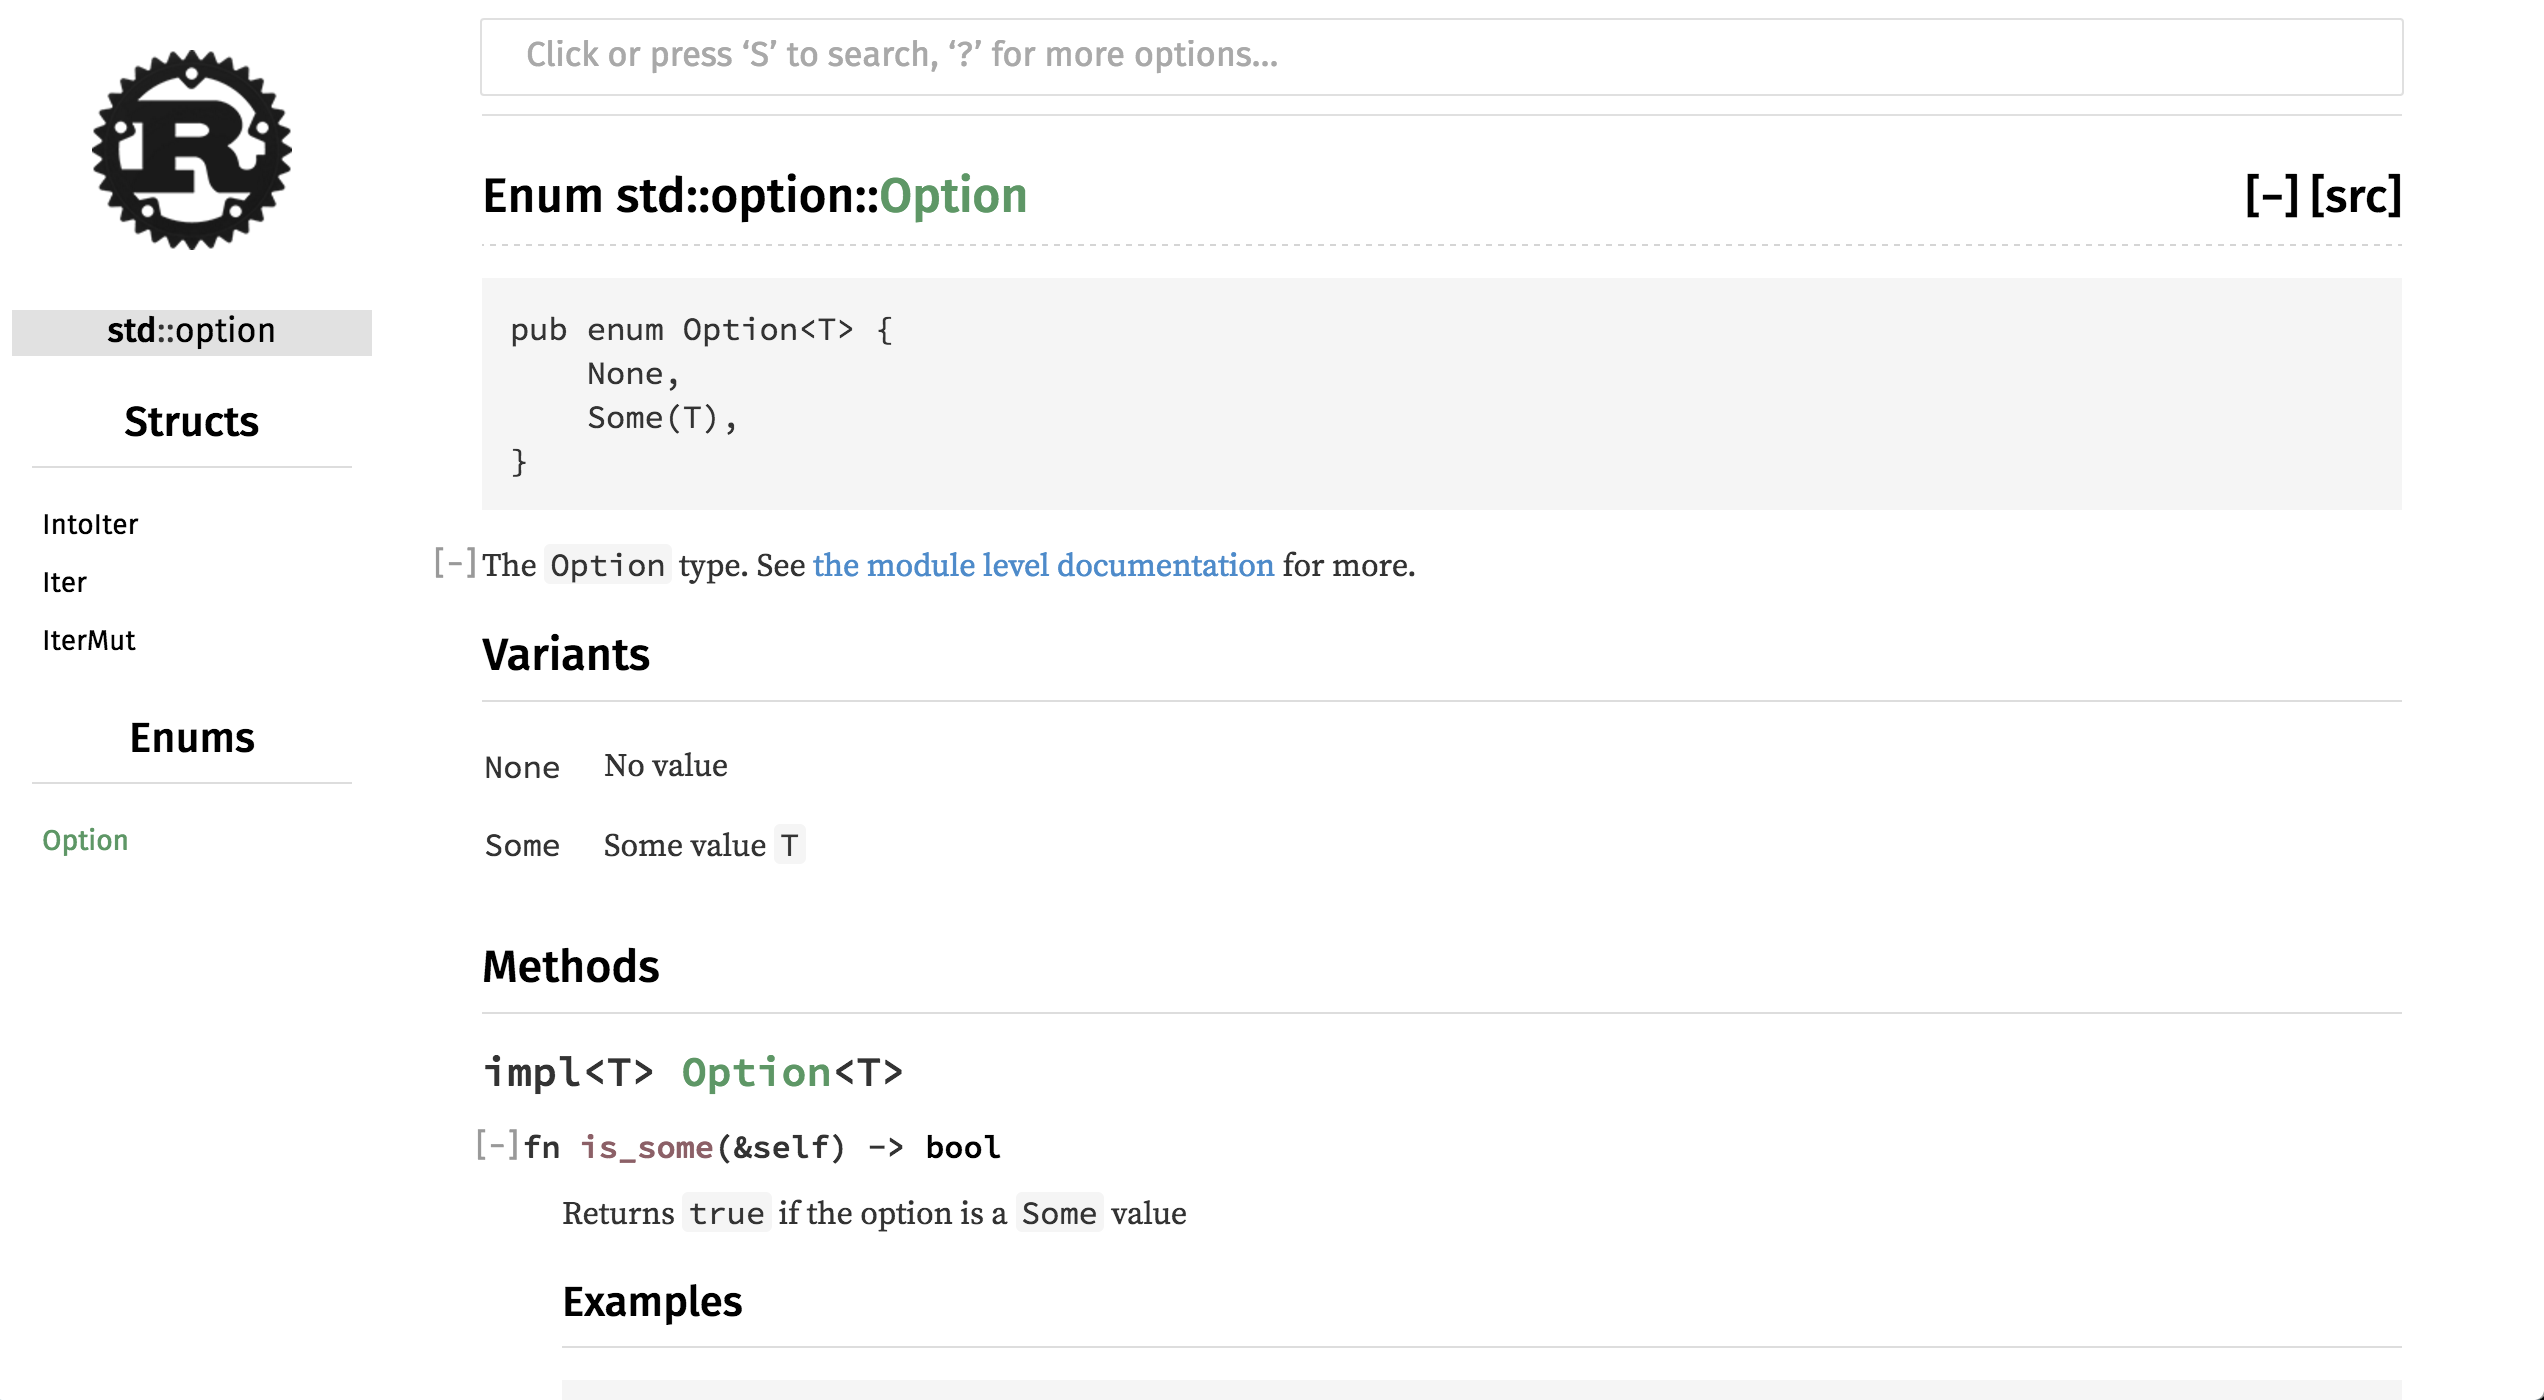 R
std::option
Structs
IntoIter
Iter
IterMut
Enums
Option
Click or press ‘S’ to search, ‘?’ for more options...
Enum std::option::Option [-] [src]
pub enum Option<T> {
    None,
    Some(T),
}
[-] The Option type. See the module level documentation for more.
Variants
None No value
Some Some value T
Methods
impl<T> Option<T>
[-] fn is_some(&self) -> bool
Returns true if the option is a Some value
Examples